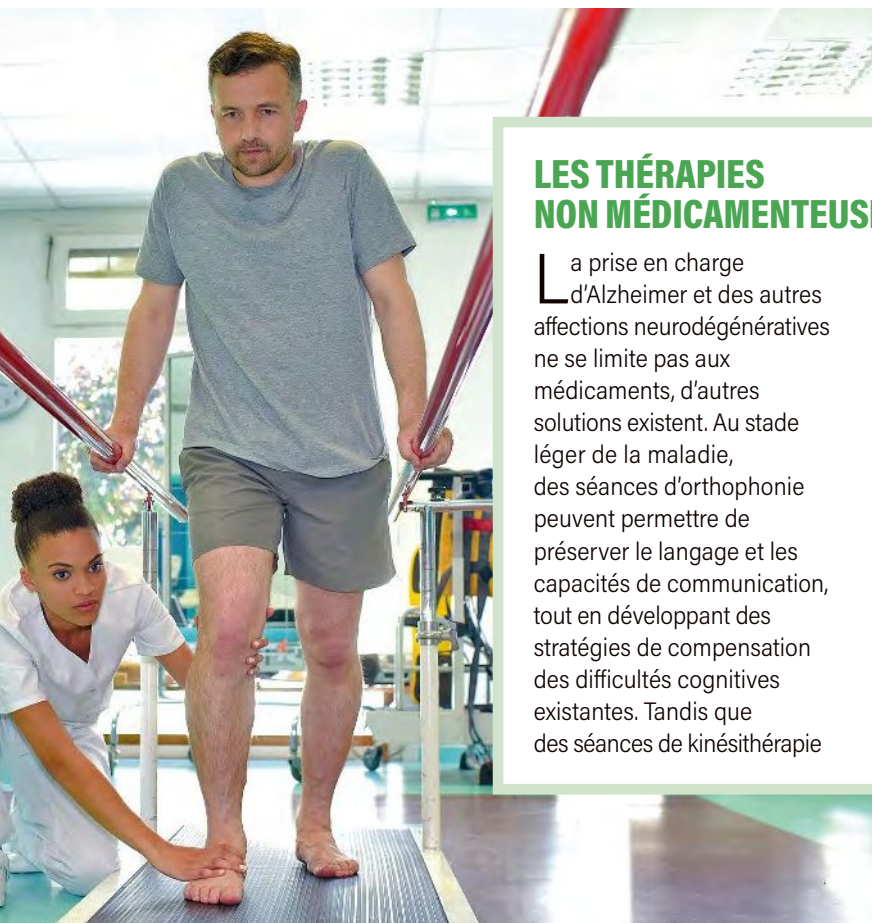 LES THÉRAPIES
NON MÉDICAMENTEUS
La prise en charge
d’Alzheimer et des autres
affections neurodégénératives
ne se limite pas aux
médicaments, d’autres
solutions existent. Au stade
léger de la maladie,
des séances d’orthophonie
peuvent permettre de
préserver le langage et les
capacités de communication,
tout en développant des
stratégies de compensation
des difficultés cognitives
existantes. Tandis que
des séances de kinésithérapie